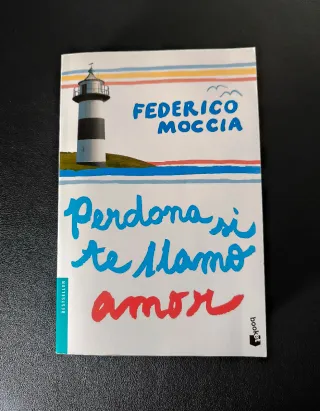 FEDERICO
MOCCIA
Perdona si
te llamo
amor
BESTSELLER
booket